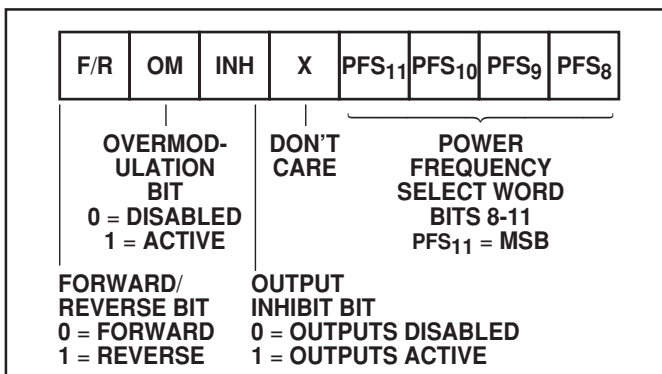 F/R OM INH X PFS11 PFS10 PFS9 PFS8
OVERMOD-
ULATION
BIT
0 = DISABLED
1 = ACTIVE
DON'T
CARE
POWER
FREQUENCY
SELECT WORD
BITS 8-11
PFS11 = MSB
FORWARD/
REVERSE BIT
0 = FORWARD
1 = REVERSE
OUTPUT
INHIBIT BIT
0 = OUTPUTS DISABLED
1 = OUTPUTS ACTIVE